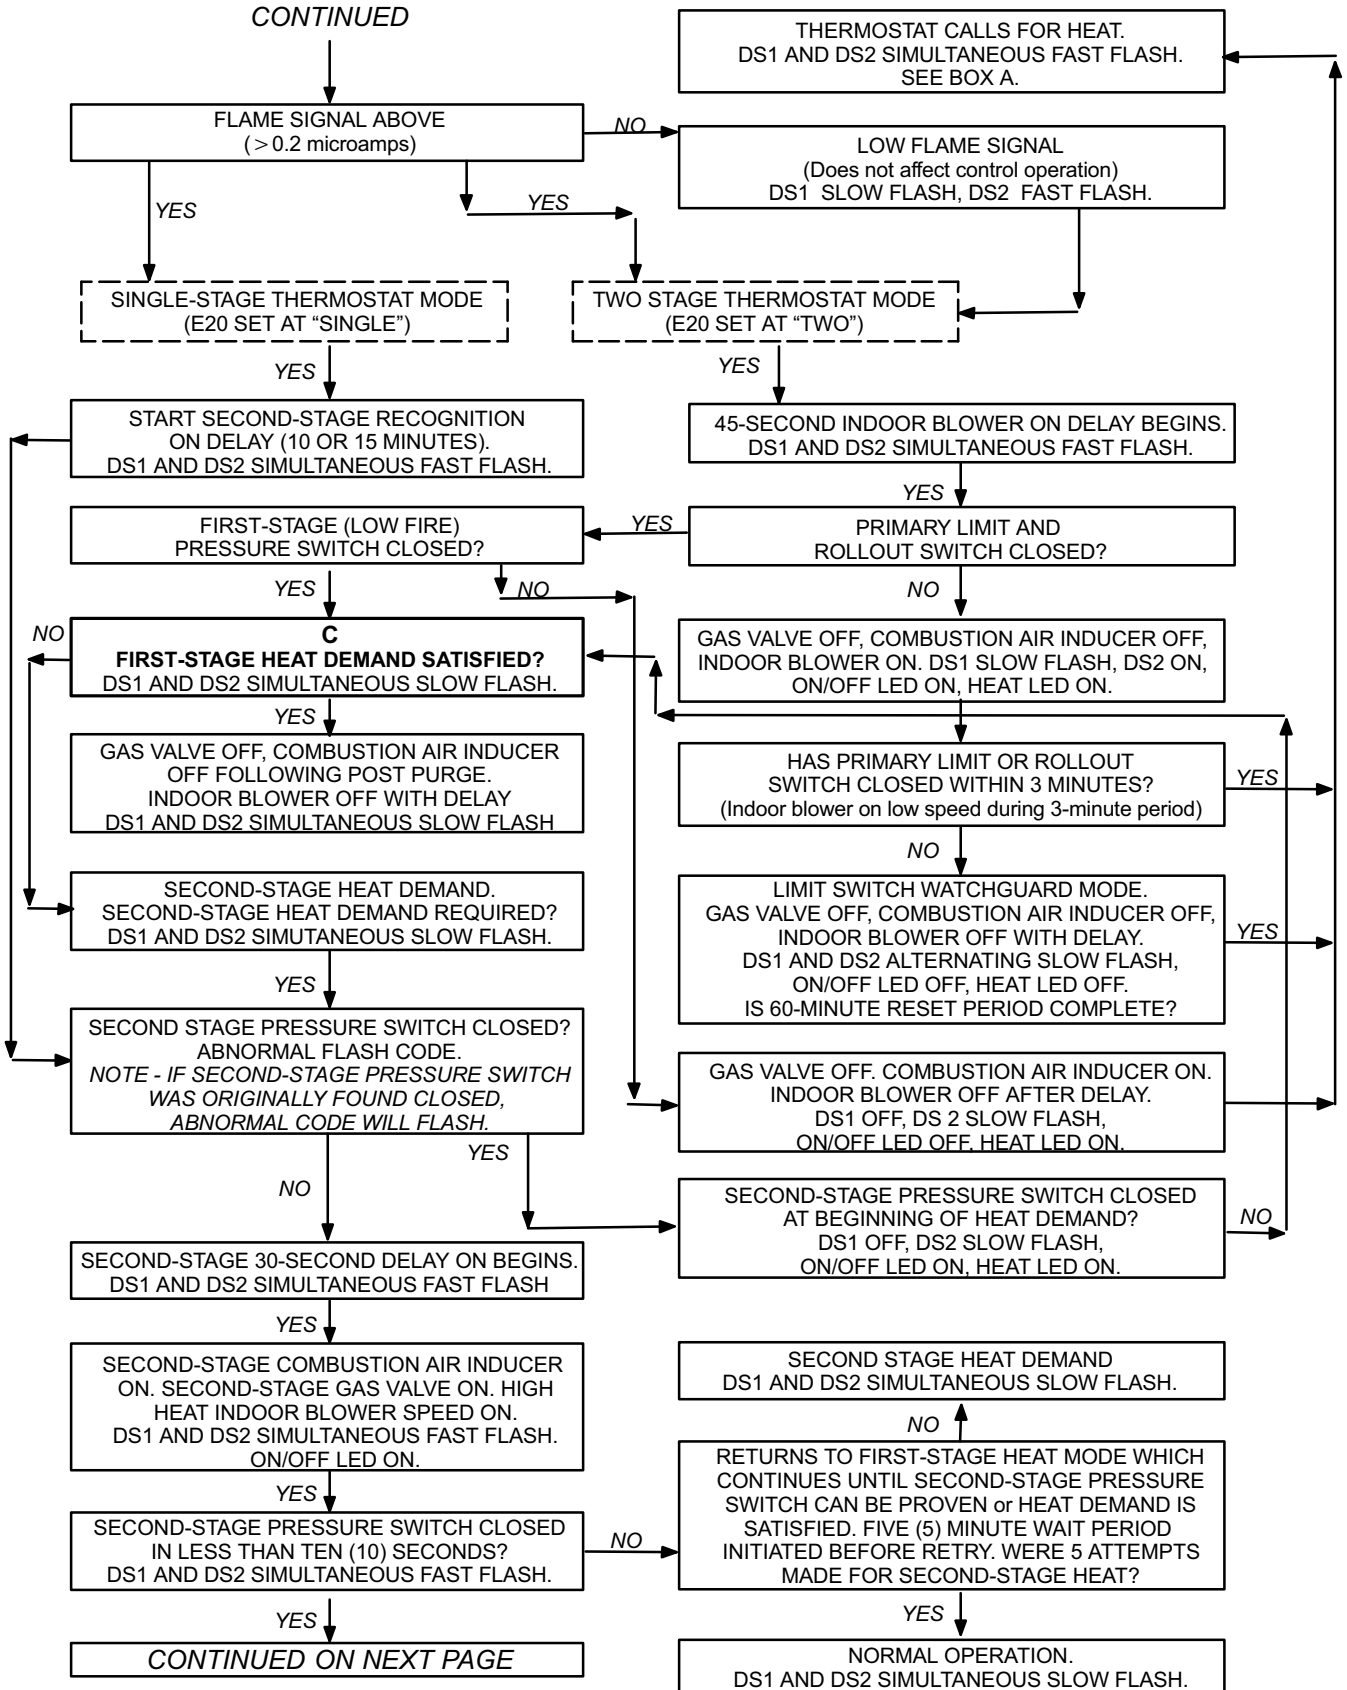 CONTINUED
THERMOSTAT CALLS FOR HEAT.
DS1 AND DS2 SIMULTANEOUS FAST FLASH.
SEE BOX A.
FLAME SIGNAL ABOVE
(>0.2 microamps)
NO
LOW FLAME SIGNAL
(Does not affect control operation)
DS1 SLOW FLASH, DS2 FAST FLASH.
YES
YES
SINGLE-STAGE THERMOSTAT MODE
(E20 SET AT “SINGLE”)
TWO STAGE THERMOSTAT MODE
(E20 SET AT “TWO”)
YES
YES
START SECOND-STAGE RECOGNITION
ON DELAY (10 OR 15 MINUTES).
DS1 AND DS2 SIMULTANEOUS FAST FLASH.
45-SECOND INDOOR BLOWER ON DELAY BEGINS.
DS1 AND DS2 SIMULTANEOUS FAST FLASH.
YES
FIRST-STAGE (LOW FIRE)
PRESSURE SWITCH CLOSED?
YES
PRIMARY LIMIT AND
ROLLOUT SWITCH CLOSED?
YES
NO
NO
NO
C
FIRST-STAGE HEAT DEMAND SATISFIED?
DS1 AND DS2 SIMULTANEOUS SLOW FLASH.
GAS VALVE OFF, COMBUSTION AIR INDUCER OFF,
INDOOR BLOWER ON. DS1 SLOW FLASH, DS2 ON,
ON/OFF LED ON, HEAT LED ON.
YES
GAS VALVE OFF, COMBUSTION AIR INDUCER
OFF FOLLOWING POST PURGE.
INDOOR BLOWER OFF WITH DELAY
DS1 AND DS2 SIMULTANEOUS SLOW FLASH
HAS PRIMARY LIMIT OR ROLLOUT
SWITCH CLOSED WITHIN 3 MINUTES?
(Indoor blower on low speed during 3-minute period)
YES
NO
SECOND-STAGE HEAT DEMAND.
SECOND-STAGE HEAT DEMAND REQUIRED?
DS1 AND DS2 SIMUTANEOUS SLOW FLASH.
LIMIT SWITCH WATCHGUARD MODE.
GAS VALVE OFF, COMBUSTION AIR INDUCER OFF,
INDOOR BLOWER OFF WITH DELAY.
DS1 AND DS2 ALTERNATING SLOW FLASH,
ON/OFF LED OFF, HEAT LED OFF.
IS 60-MINUTE RESET PERIOD COMPLETE?
YES
YES
SECOND STAGE PRESSURE SWITCH CLOSED?
ABNORMAL FLASH CODE.
NOTE - IF SECOND-STAGE PRESSURE SWITCH
WAS ORIGINALLY FOUND CLOSED,
ABNORMAL CODE WILL FLASH.
GAS VALVE OFF. COMBUSTION AIR INDUCER ON.
INDOOR BLOWER OFF AFTER DELAY.
DS1 OFF, DS 2 SLOW FLASH,
ON/OFF LED OFF, HEAT LED ON.
YES
NO
SECOND-STAGE PRESSURE SWITCH CLOSED
AT BEGINNING OF HEAT DEMAND?
DS1 OFF, DS2 SLOW FLASH,
ON/OFF LED ON, HEAT LED ON.
NO
SECOND-STAGE 30-SECOND DELAY ON BEGINS.
DS1 AND DS2 SIMULTANEOUS FAST FLASH
YES
SECOND-STAGE COMBUSTION AIR INDUCER
ON. SECOND-STAGE GAS VALVE ON. HIGH
HEAT INDOOR BLOWER SPEED ON.
DS1 AND DS2 SIMULTANEOUS FAST FLASH.
ON/OFF LED ON.
SECOND STAGE HEAT DEMAND
DS1 AND DS2 SIMULTANEOUS SLOW FLASH.
NO
RETURNS TO FIRST-STAGE HEAT MODE WHICH
CONTINUES UNTIL SECOND-STAGE PRESSURE
SWITCH CAN BE PROVEN or HEAT DEMAND IS
SATISFIED. FIVE (5) MINUTE WAIT PERIOD
INITIATED BEFORE RETRY. WERE 5 ATTEMPTS
MADE FOR SECOND-STAGE HEAT?
YES
SECOND-STAGE PRESSURE SWITCH CLOSED
IN LESS THAN TEN (10) SECONDS?
DS1 AND DS2 SIMULTANEOUS FAST FLASH.
NO
YES
YES
CONTINUED ON NEXT PAGE
NORMAL OPERATION.
DS1 AND DS2 SIMULTANEOUS SLOW FLASH.